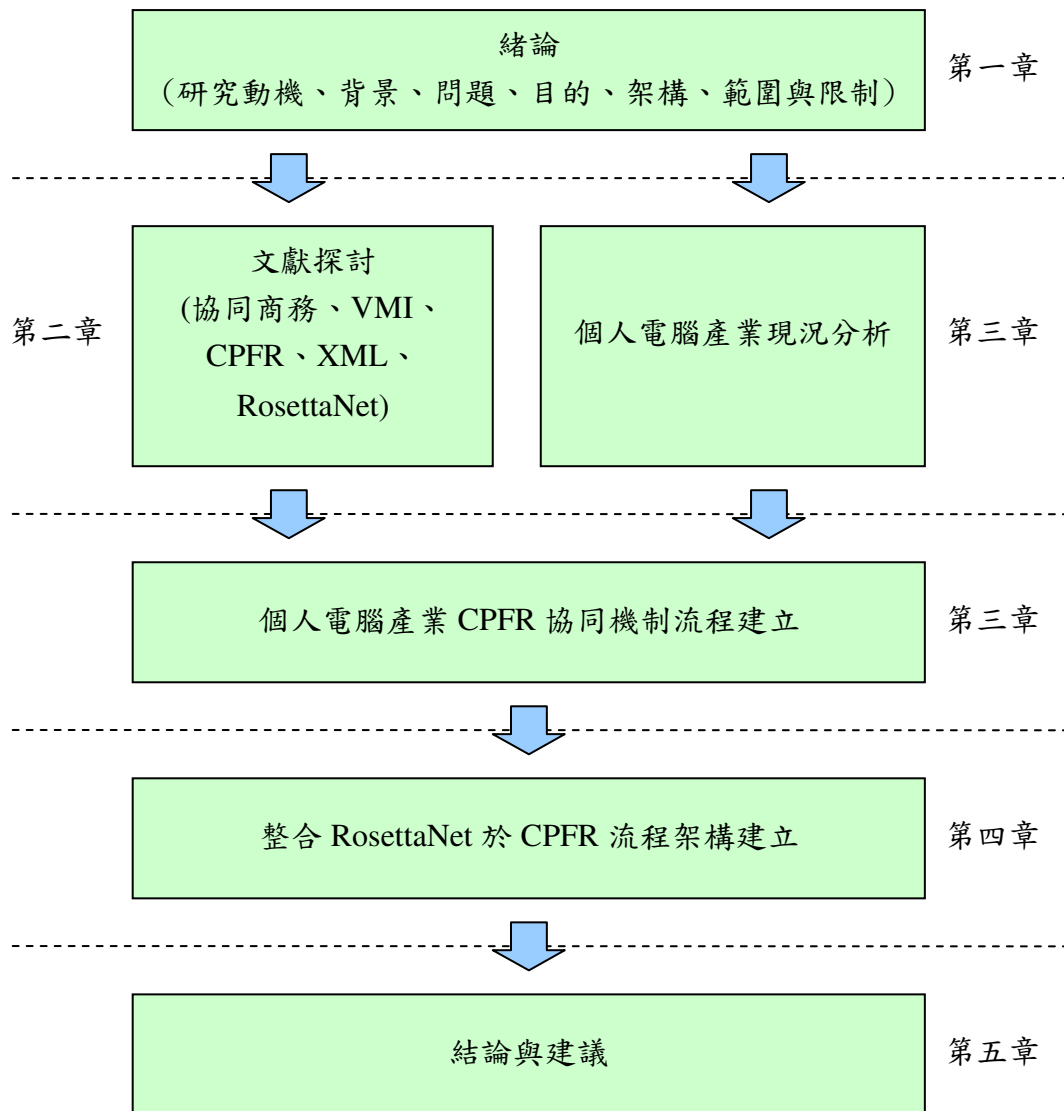 緒論
（研究動機、背景、問題、目的、架構、範圍與限制）
第一章
第二章
文獻探討
(協同商務、VMI、
CPFR、XML、
RosettaNet)
個人電腦產業現況分析
第三章
個人電腦產業 CPFR 協同機制流程建立
第三章
整合 RosettaNet 於 CPFR 流程架構建立
第四章
結論與建議
第五章